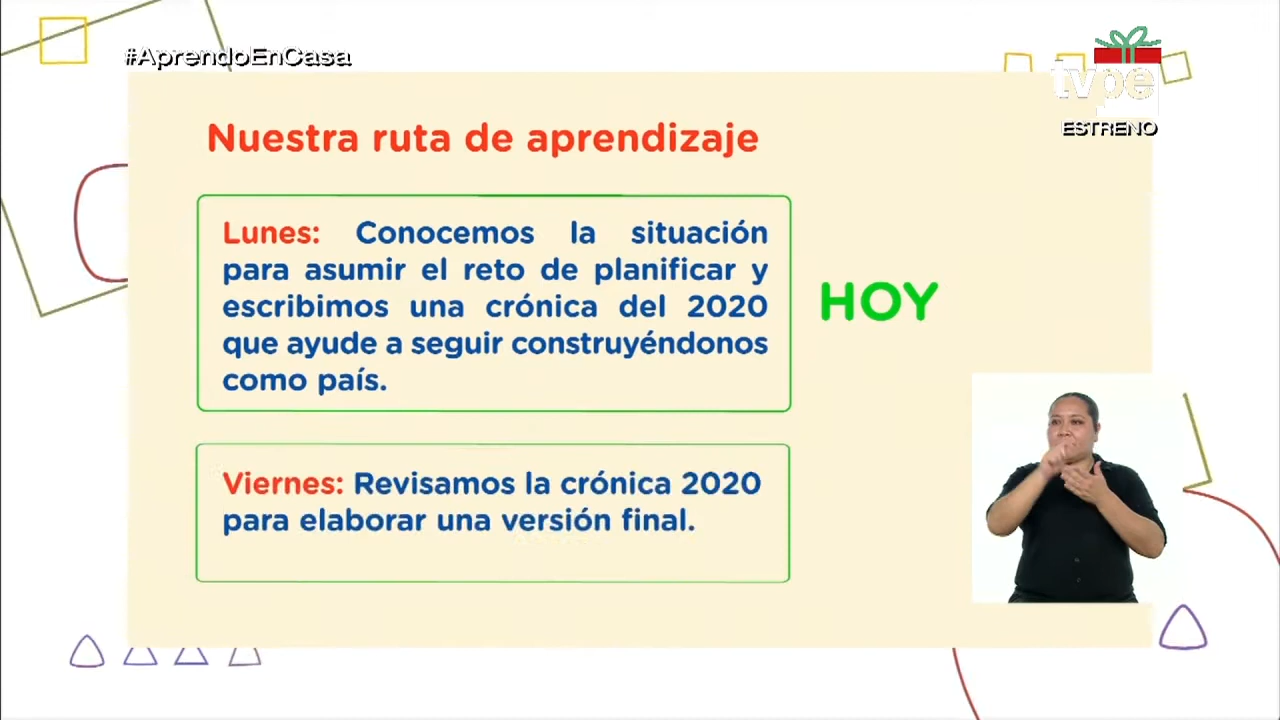 #AprendoEnCasa
tvpe
ESTRENO
Nuestra ruta de aprendizaje
Lunes: Conocemos la situación
para asumir el reto de planificar y
escribimos una crónica del 2020
que ayude a seguir construyéndonos
como país.
HOY
Viernes: Revisamos la crónica 2020
para elaborar una versión final.